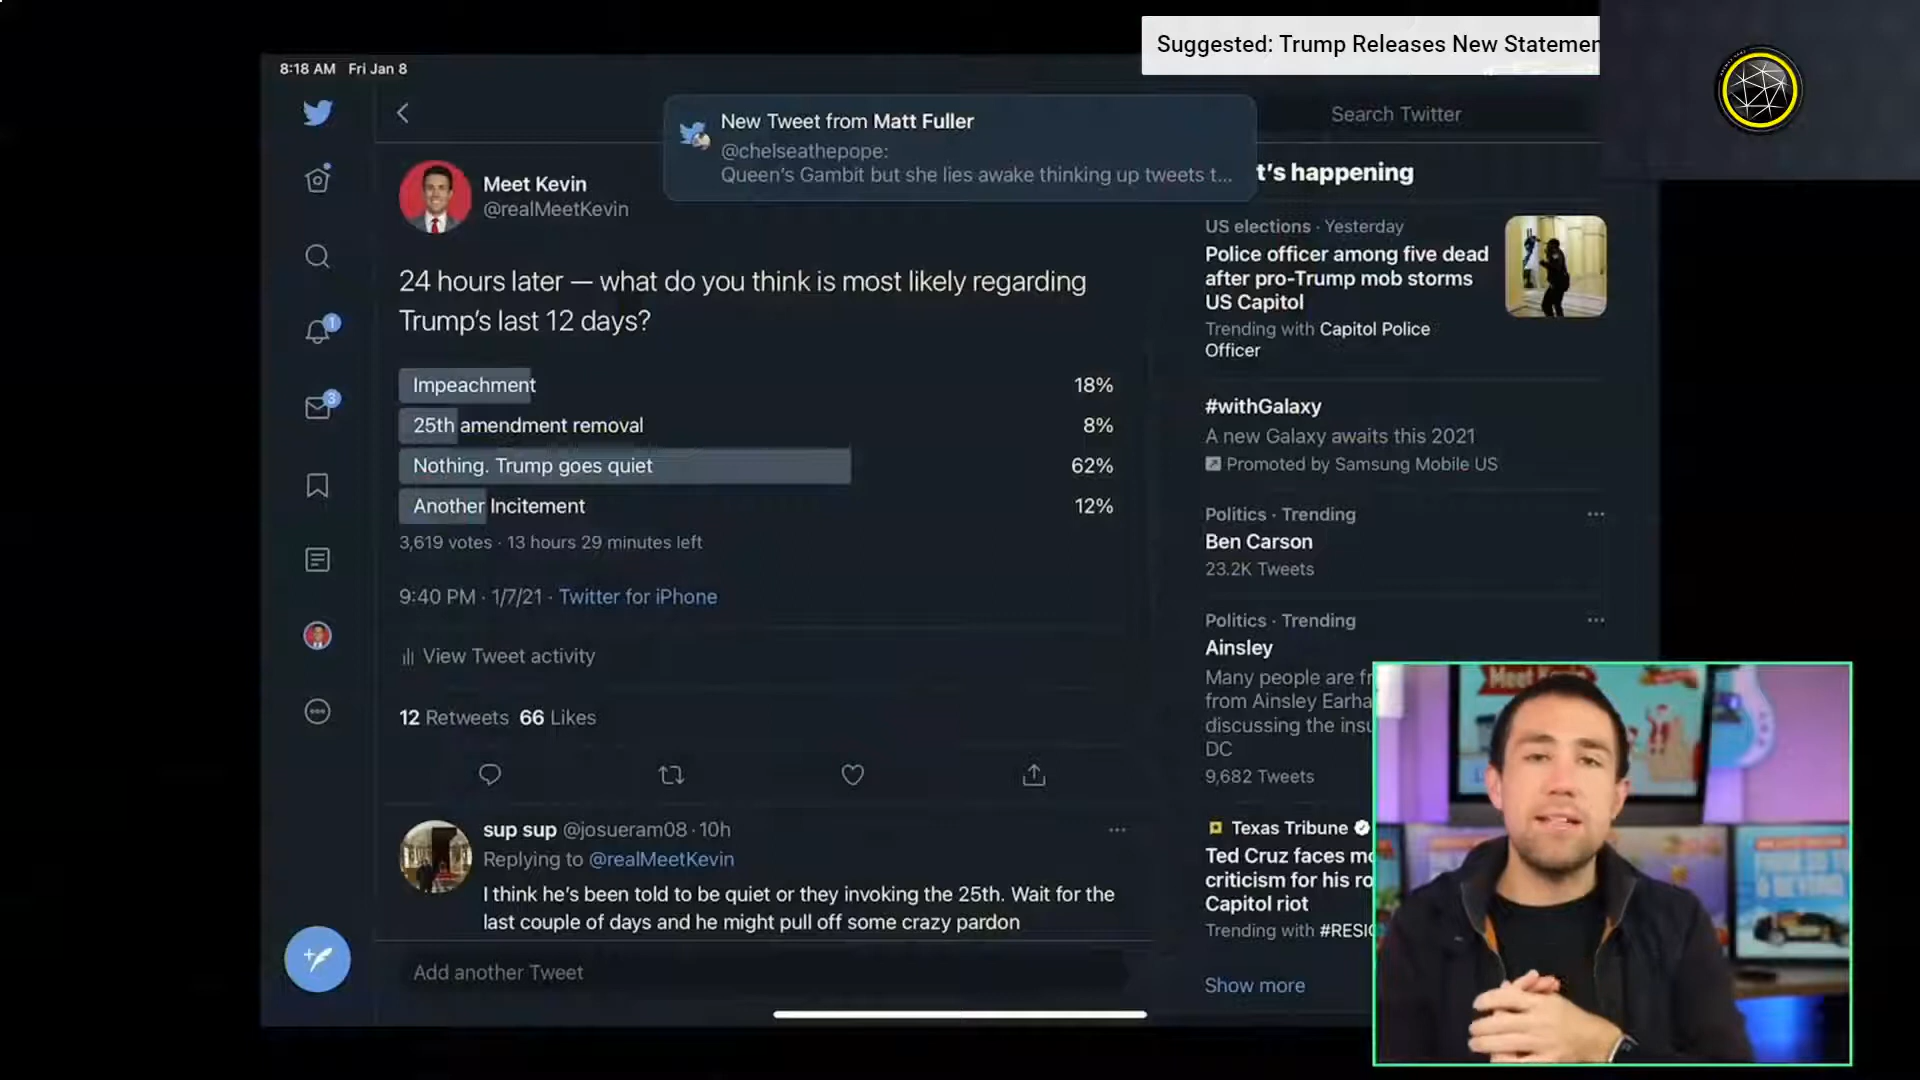 Suggested: Trump Releases New Statemen
8:18 AM Fri Jan 8
New Tweet from Matt Fuller
@chelseathepope:
Queen's Gambit but she lies awake thinking up tweets t...
Search Twitter
Meet Kevin
@realMeetKevin
24 hours later — what do you think is most likely regarding
Trump's last 12 days?
Impeachment 18%
25th amendment removal 8%
Nothing. Trump goes quiet 62%
Another Incitement 12%
3,619 votes · 13 hours 29 minutes left
9:40 PM · 1/7/21 · Twitter for iPhone
View Tweet activity
12 Retweets 66 Likes
sup sup @josueram08 · 10h
Replying to @realMeetKevin
I think he's been told to be quiet or they invoking the 25th. Wait for the
last couple of days and he might pull off some crazy pardon
Add another Tweet
1
3
t's happening
US elections · Yesterday
Police officer among five dead
after pro-Trump mob storms
US Capitol
Trending with Capitol Police
Officer
#withGalaxy
A new Galaxy awaits this 2021
Promoted by Samsung Mobile US
Politics · Trending
Ben Carson
23.2K Tweets
Politics · Trending
Ainsley
Many people are fr
from Ainsley Earha
discussing the insu
DC
9,682 Tweets
Texas Tribune
Ted Cruz faces mo
criticism for his ro
Capitol riot
Trending with #RESIG
Show more
Meet Kevin